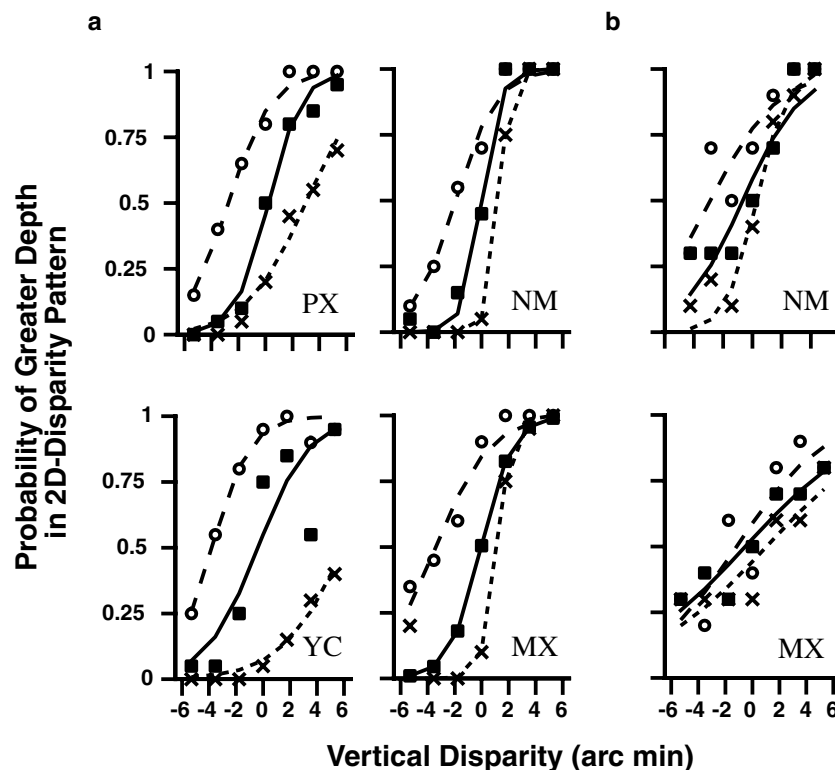 a
b
Probability of Greater Depth
in 2D-Disparity Pattern
1
0.75
0.5
0.25
0
PX
NM
NM
1
0.75
0.5
0.25
0
YC
MX
MX
-6 -4 -2 0 2 4 6
-6 -4 -2 0 2 4 6
-6 -4 -2 0 2 4 6
Vertical Disparity (arc min)